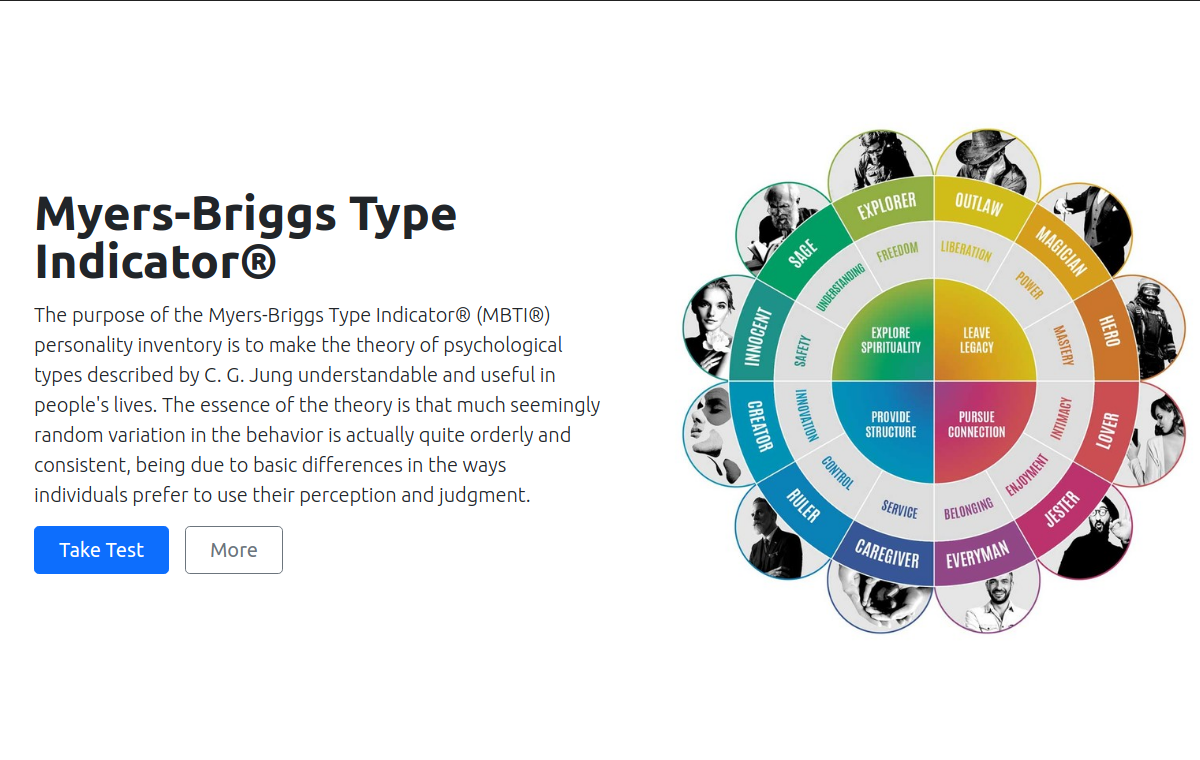 Myers-Briggs Type
Indicator®
The purpose of the Myers-Briggs Type Indicator® (MBTI®)
personality inventory is to make the theory of psychological
types described by C. G. Jung understandable and useful in
people's lives. The essence of the theory is that much seemingly
random variation in the behavior is actually quite orderly and
consistent, being due to basic differences in the ways
individuals prefer to use their perception and judgment.
Take Test
More
EXPLORER
OUTLAW
MAGICIAN
HERO
LOVER
JESTER
EVERYMAN
CAREGIVER
RULER
CREATOR
INNOCENT
SAGE
FREEDOM
LIBERATION
POWER
MASTERY
INTIMACY
ENJOYMENT
BELONGING
SERVICE
CONTROL
INNOVATION
SAFETY
UNDERSTANDING
EXPLORE
SPIRITUALITY
LEAVE
LEGACY
PROVIDE
STRUCTURE
PURSUE
CONNECTION